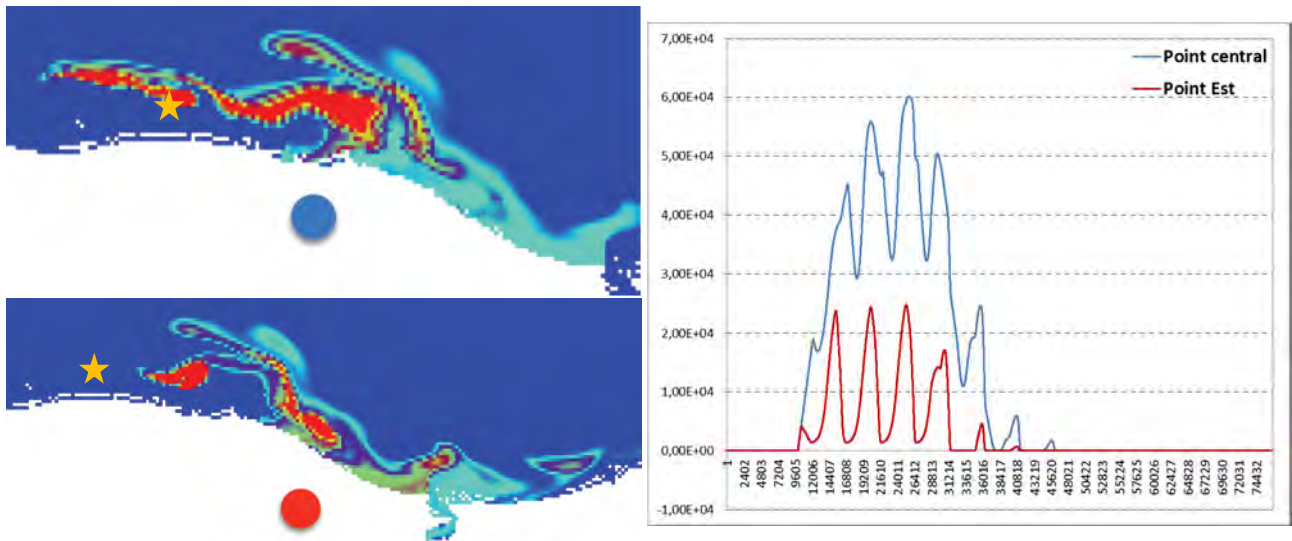 7,00E+04
Point central
Point Est
6,00E+04
5,00E+04
4,00E+04
3,00E+04
2,00E+04
1,00E+04
0,00E+00
-1,00E+04
1
2402
4803
7204
9605
12006
14407
16808
19209
21610
24011
26412
28813
31214
33615
36016
38417
40818
43219
45620
48021
50422
52823
55224
57625
60026
62427
64828
67229
69630
72031
74432